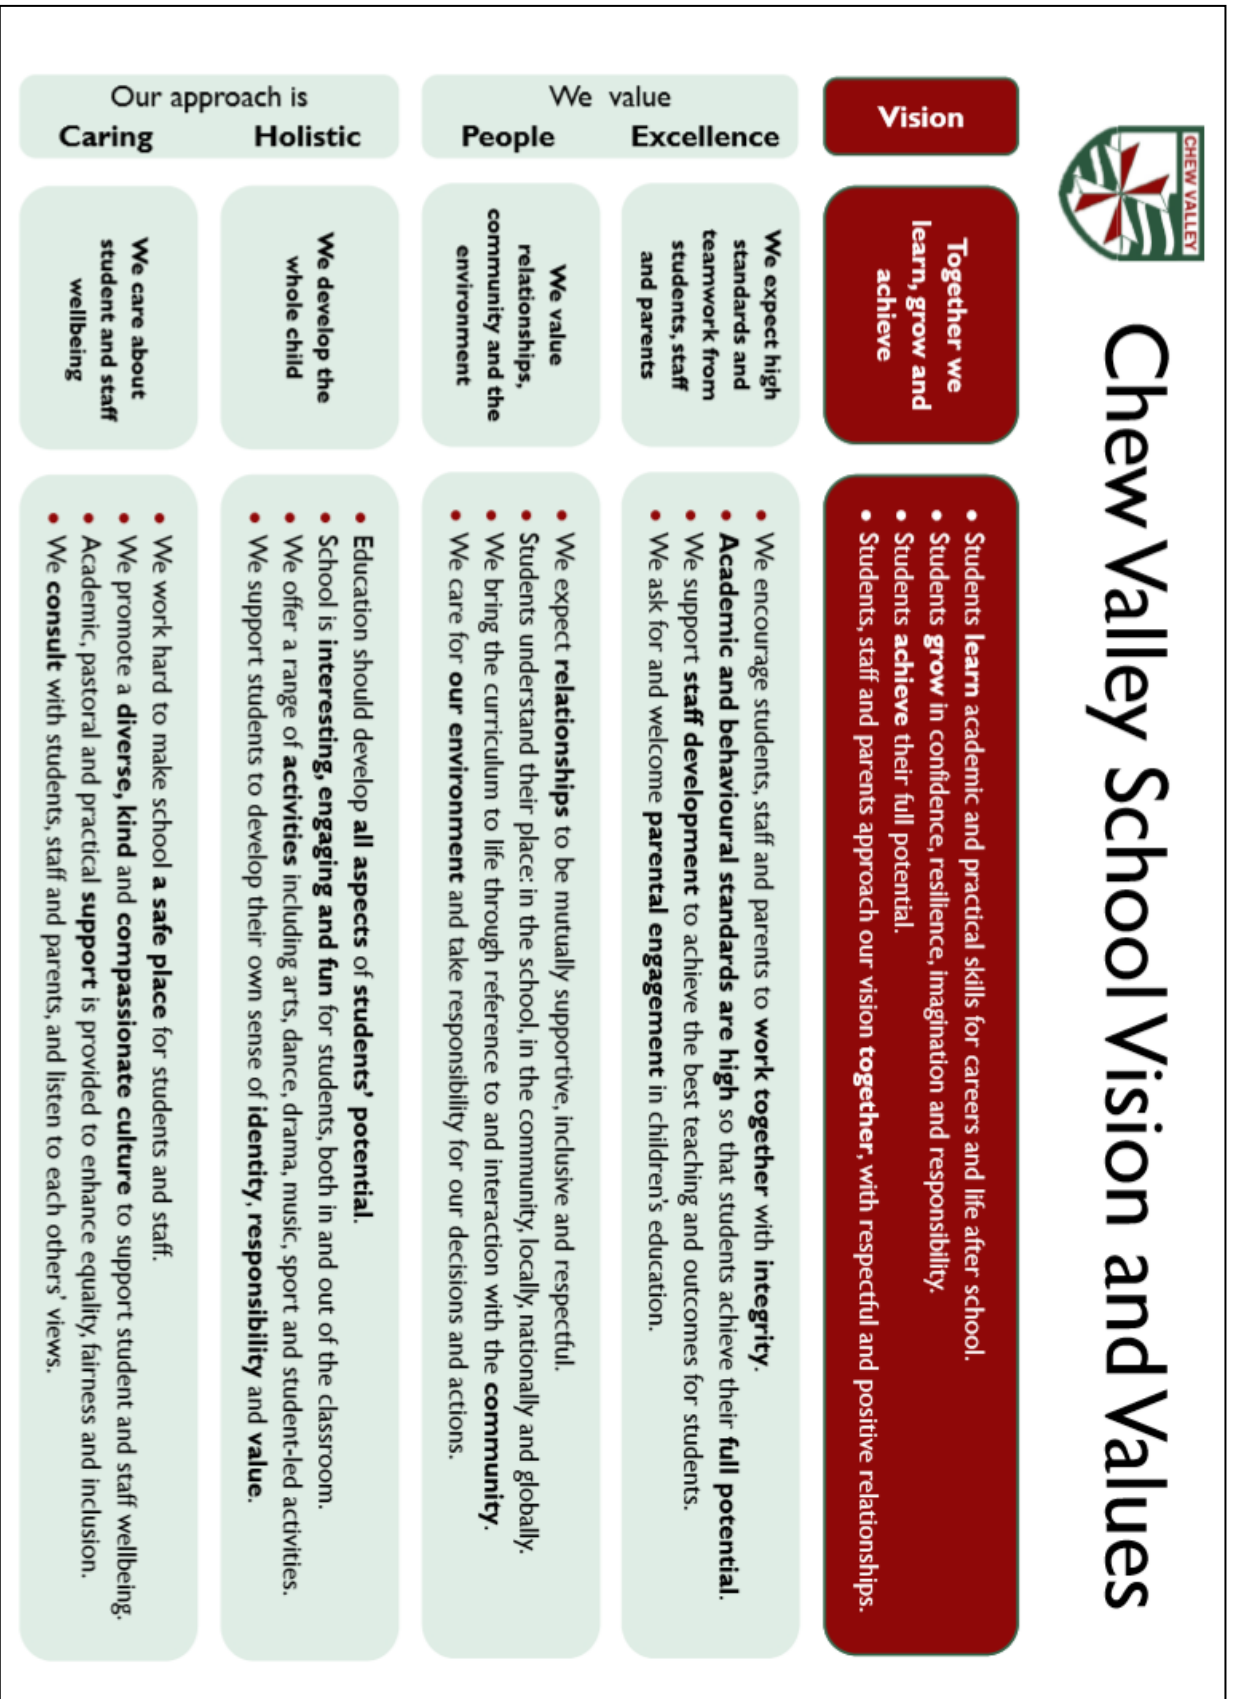 CHEW VALLEY
Chew Valley School Vision and Values
Vision
Together we
learn, grow and
achieve
• Students learn academic and practical skills for careers and life after school.
• Students grow in confidence, resilience, imagination and responsibility.
• Students achieve their full potential.
• Students, staff and parents approach our vision together, with respectful and positive relationships.
We value
Excellence
We expect high
standards and
teamwork from
students, staff
and parents
• We encourage students, staff and parents to work together with integrity.
• Academic and behavioural standards are high so that students achieve their full potential.
• We support staff development to achieve the best teaching and outcomes for students.
• We ask for and welcome parental engagement in children's education.
People
We value
relationships,
community and the
environment
• We expect relationships to be mutually supportive, inclusive and respectful.
• Students understand their place: in the school, in the community, locally, nationally and globally.
• We bring the curriculum to life through reference to and interaction with the community.
• We care for our environment and take responsibility for our decisions and actions.
Our approach is
Holistic
We develop the
whole child
• Education should develop all aspects of students' potential.
• School is interesting, engaging and fun for students, both in and out of the classroom.
• We offer a range of activities including arts, dance, drama, music, sport and student-led activities.
• We support students to develop their own sense of identity, responsibility and value.
Caring
We care about
student and staff
wellbeing
• We work hard to make school a safe place for students and staff.
• We promote a diverse, kind and compassionate culture to support student and staff wellbeing.
• Academic, pastoral and practical support is provided to enhance equality, fairness and inclusion.
• We consult with students, staff and parents, and listen to each others' views.